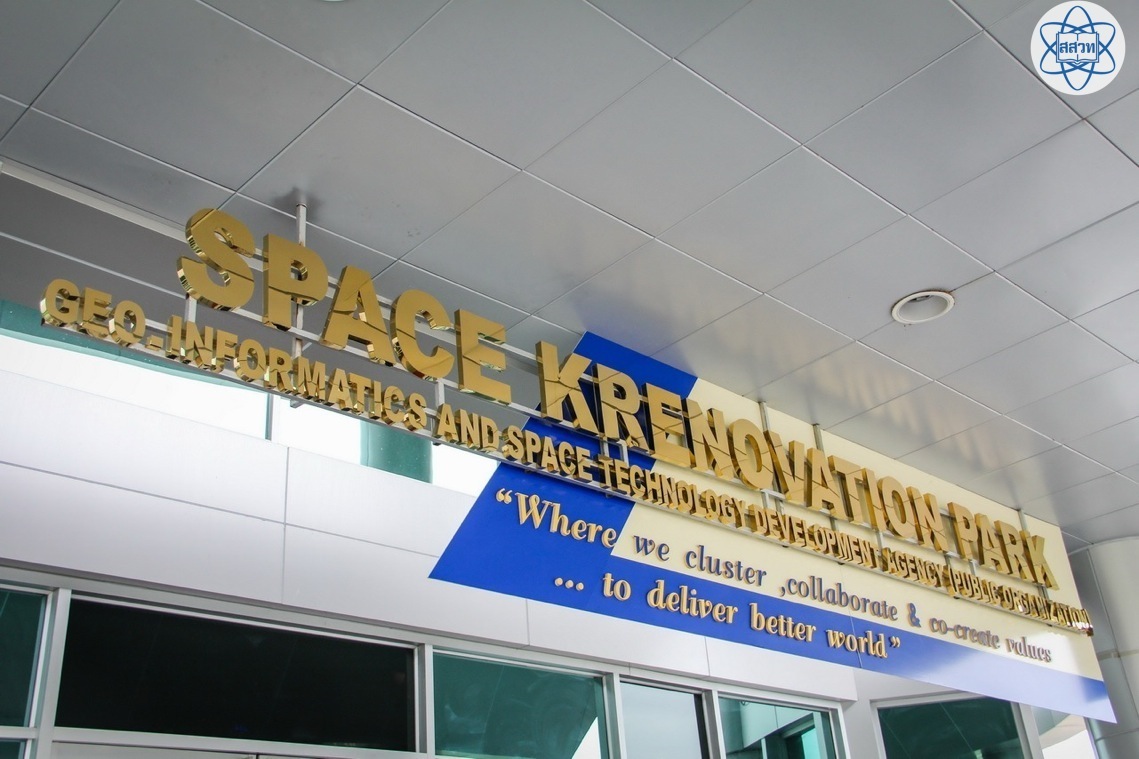 สสวท
SPACE KRENOVATION PARK
GEO-INFORMATICS AND SPACE TECHNOLOGY DEVELOPMENT AGENCY (PUBLIC ORGANIZATION)
“Where we cluster ,collaborate & co-create values
... to deliver better world”